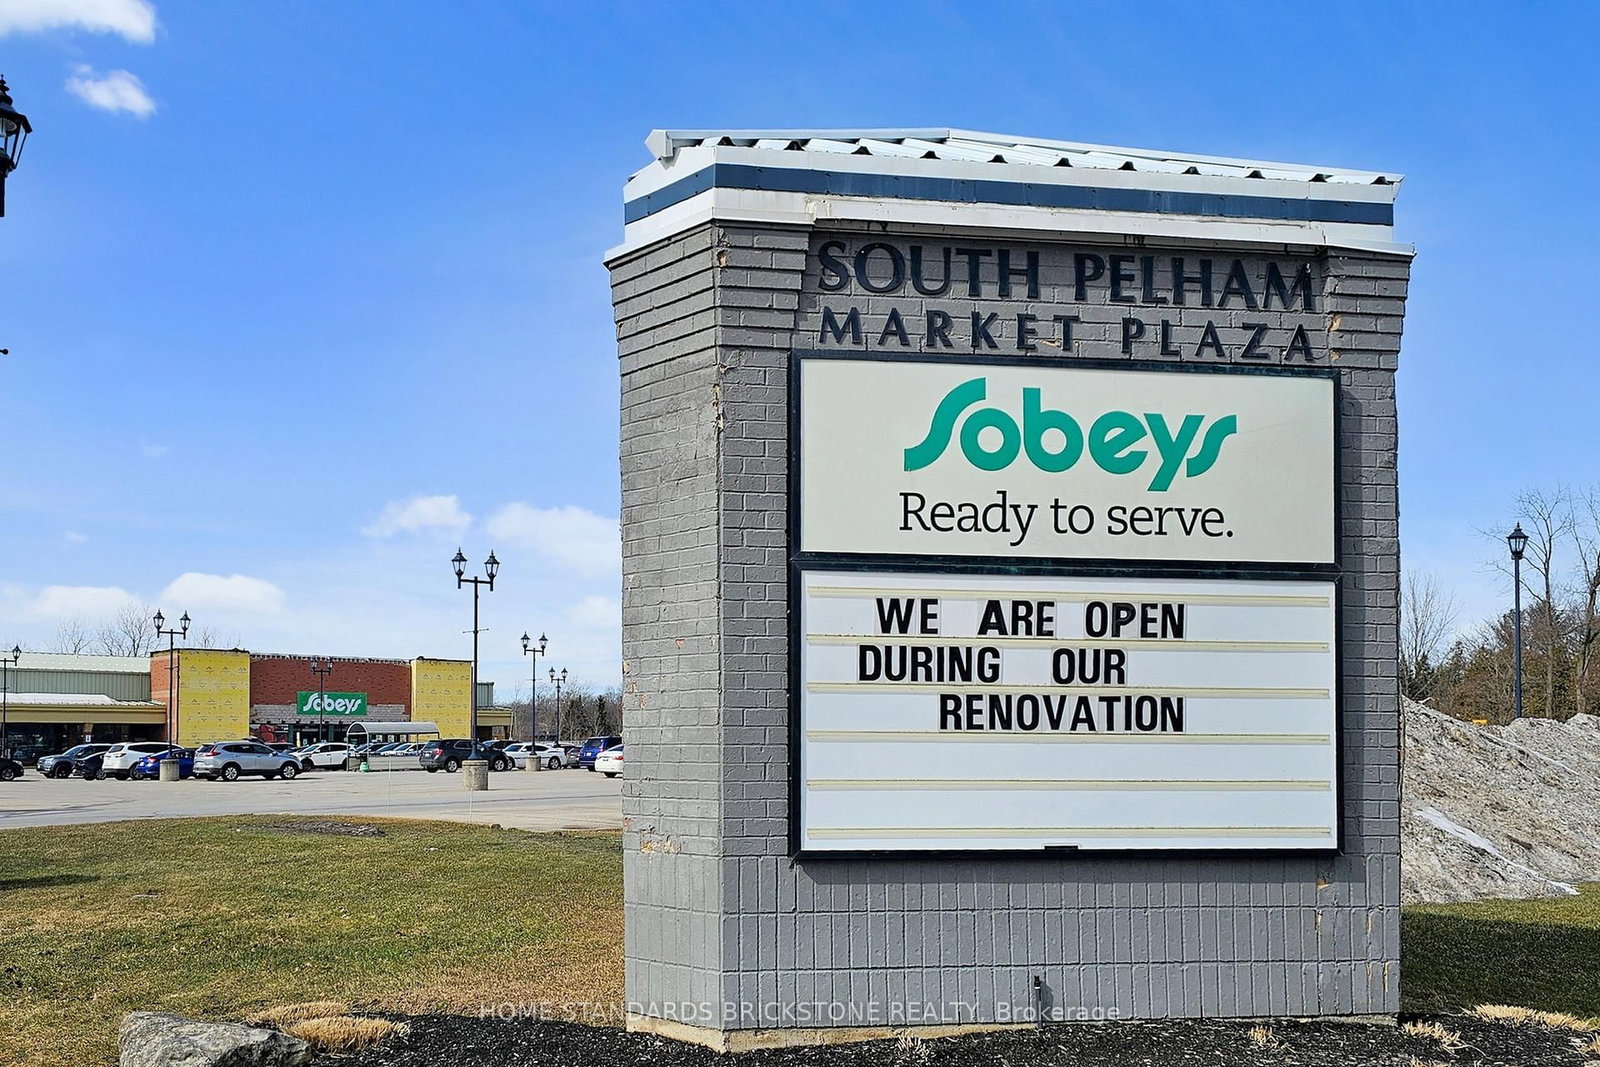 SOUTH PELHAM
MARKET PLAZA
Sobeys
Ready to serve.
WE ARE OPEN
DURING OUR
RENOVATION
Sobeys
HOME STANDARDS BRICKSTONE REALTY, Brokerage